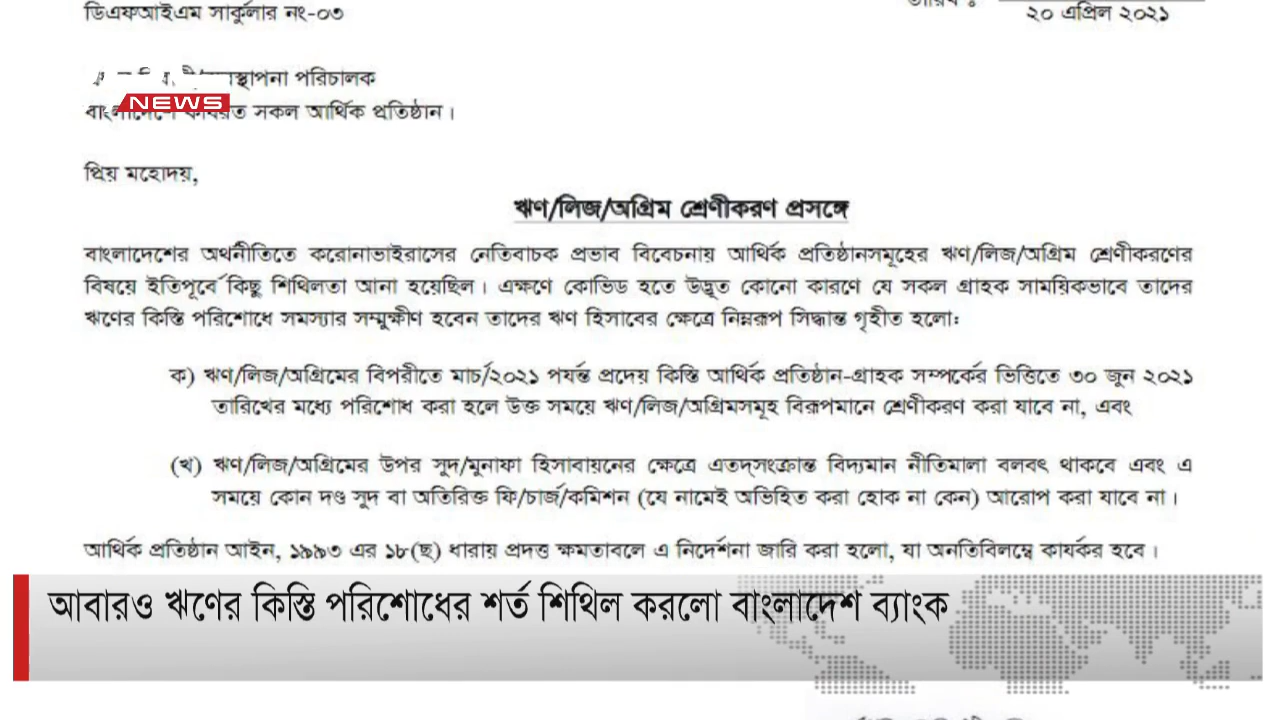 ডিএফআইএম সার্কুলার নং-০৩
তারিখ ঃ
২০ এপ্রিল ২০২১
পরিচালক
NEWS
সকল আর্থিক প্রতিষ্ঠান।
প্রিয় মহোদয়,
ঋণ/লিজ/অগ্রিম শ্রেণীকরণ প্রসঙ্গে
বাংলাদেশের অর্থনীতিতে করোনাভাইরাসের নেতিবাচক প্রভাব বিবেচনায় আর্থিক প্রতিষ্ঠানসমূহের ঋণ/লিজ/অগ্রিম শ্রেণীকরণের
বিষয়ে ইতিপূর্বে কিছু শিথিলতা আনা হয়েছিল। এক্ষণে কোভিড হতে উদ্ভূত কোনো কারণে যে সকল গ্রাহক সাময়িকভাবে তাদের
ঋণের কিস্তি পরিশোধে সমস্যার সম্মুক্ষীণ হবেন তাদের ঋণ হিসাবের ক্ষেত্রে নিম্নরূপ সিদ্ধান্ত গৃহীত হলোঃ
ক) ঋণ/লিজ/অগ্রিমের বিপরীতে মার্চ/২০২১ পর্যন্ত প্রদেয় কিস্তি আর্থিক প্রতিষ্ঠান-গ্রাহক সম্পর্কের ভিত্তিতে ৩০ জুন ২০২১
তারিখের মধ্যে পরিশোধ করা হলে উক্ত সময়ে ঋণ/লিজ/অগ্রিমসমূহ বিরূপমানে শ্রেণীকরণ করা যাবে না, এবং
(খ) ঋণ/লিজ/অগ্রিমের উপর সুদ/মুনাফা হিসাবায়নের ক্ষেত্রে এতদ্‌সংক্রান্ত বিদ্যমান নীতিমালা বলবৎ থাকবে এবং এ
সময়ে কোন দণ্ড সুদ বা অতিরিক্ত ফি/চার্জ/কমিশন (যে নামেই অভিহিত করা হোক না কেন) আরোপ করা যাবে না।
আর্থিক প্রতিষ্ঠান আইন, ১৯৯৩ এর ১৮(ছ) ধারায় প্রদত্ত ক্ষমতাবলে এ নির্দেশনা জারি করা হলো, যা অনতিবিলম্বে কার্যকর হবে।
আবারও ঋণের কিস্তি পরিশোধের শর্ত শিথিল করলো বাংলাদেশ ব্যাংক